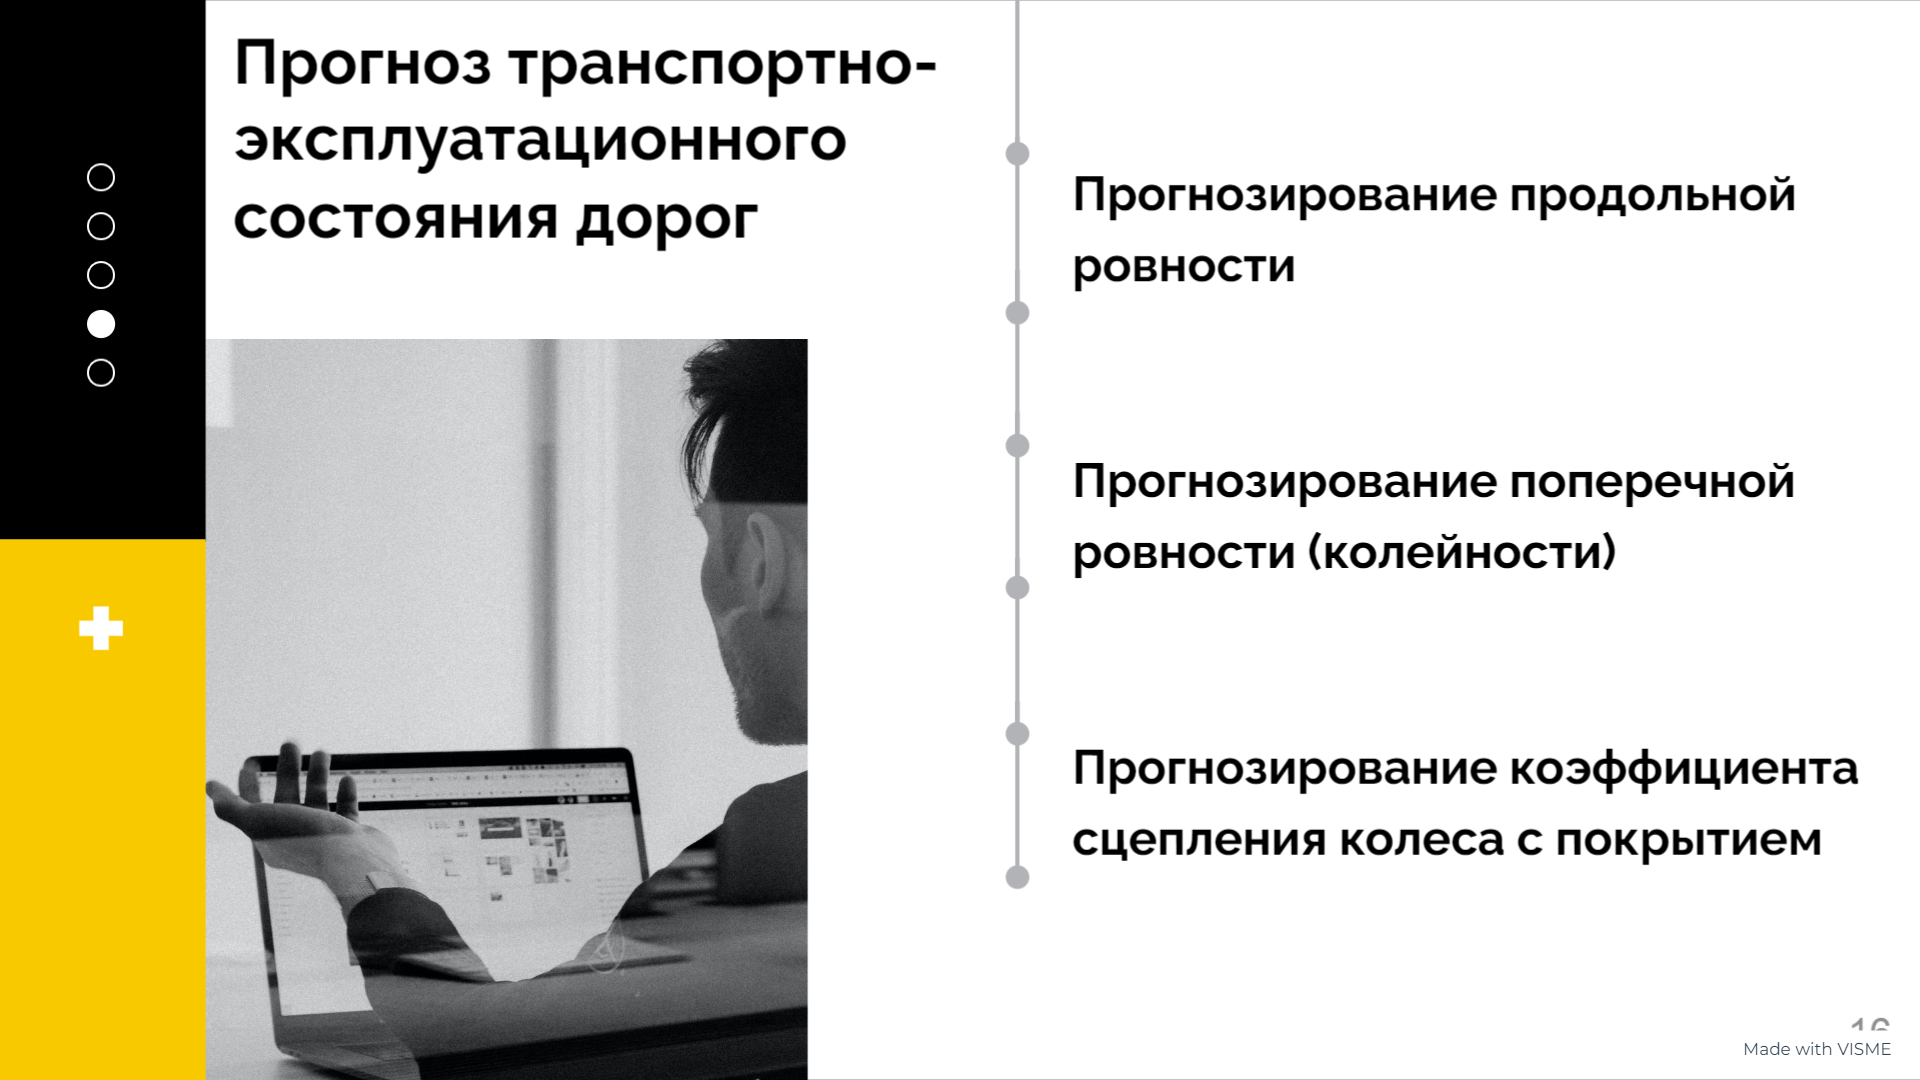 Прогноз транспортно-
эксплуатационного
состояния дорог
Прогнозирование продольной
ровности
Прогнозирование поперечной
ровности (колейности)
Прогнозирование коэффициента
сцепления колеса с покрытием
16
Made with VISME